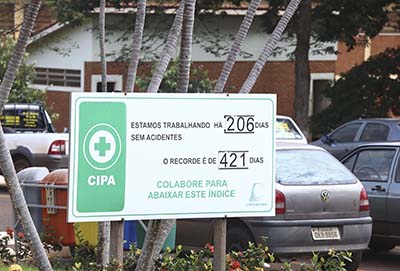 ESTAMOS TRABALHANDO HÁ 206 DIAS
SEM ACIDENTES
O RECORDE É DE 421 DIAS
CIPA
COLABORE PARA
ABAIXAR ESTE ÍNDICE